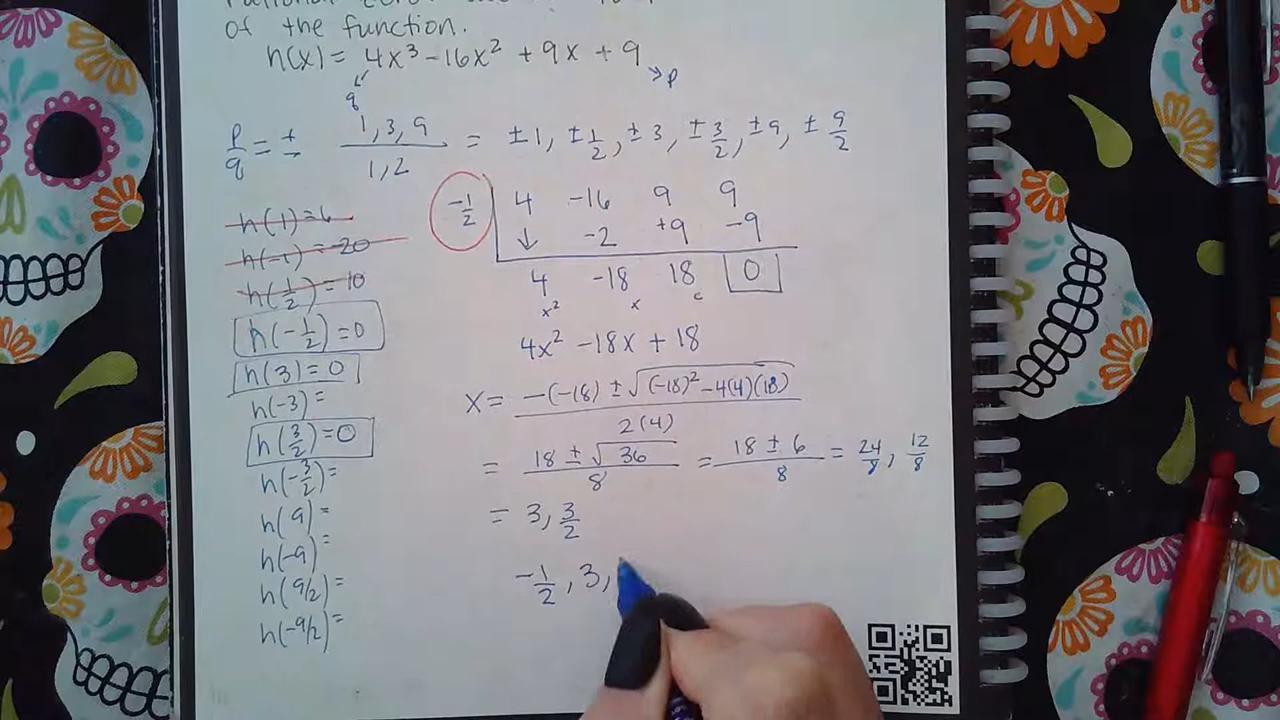 rational zero
of the function.
h(x) = 4x³ - 16x² + 9x + 9
q
p
p/q = ± 1, 3, 9 / 1, 2 = ± 1, ± 1/2, ± 3, ± 3/2, ± 9, ± 9/2
-1/2 | 4 -16 9 9
↓ -2 +9 -9
4 -18 18 0
x² x c
4x² - 18x + 18
x = -(-18) ± √(-18)² - 4(4)(18) / 2(4)
= 18 ± √36 / 8 = 18 ± 6 / 8 = 24/8, 12/8
= 3, 3/2
-1/2, 3,
h(1) = 6
h(-1) = -20
h(1/2) = 10
h(-1/2) = 0
h(3) = 0
h(-3) =
h(3/2) = 0
h(-3/2) =
h(9) =
h(-9) =
h(9/2) =
h(-9/2) =